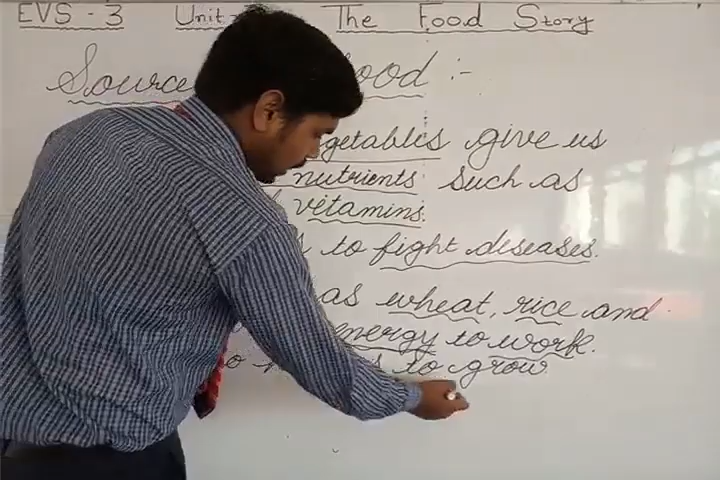 EVS - 3 Unit The Food Story
Source ood :-
getables give us
nutrients such as
vitamins.
s to fight deseases.
as wheat, rice and
energy to work.
to grow